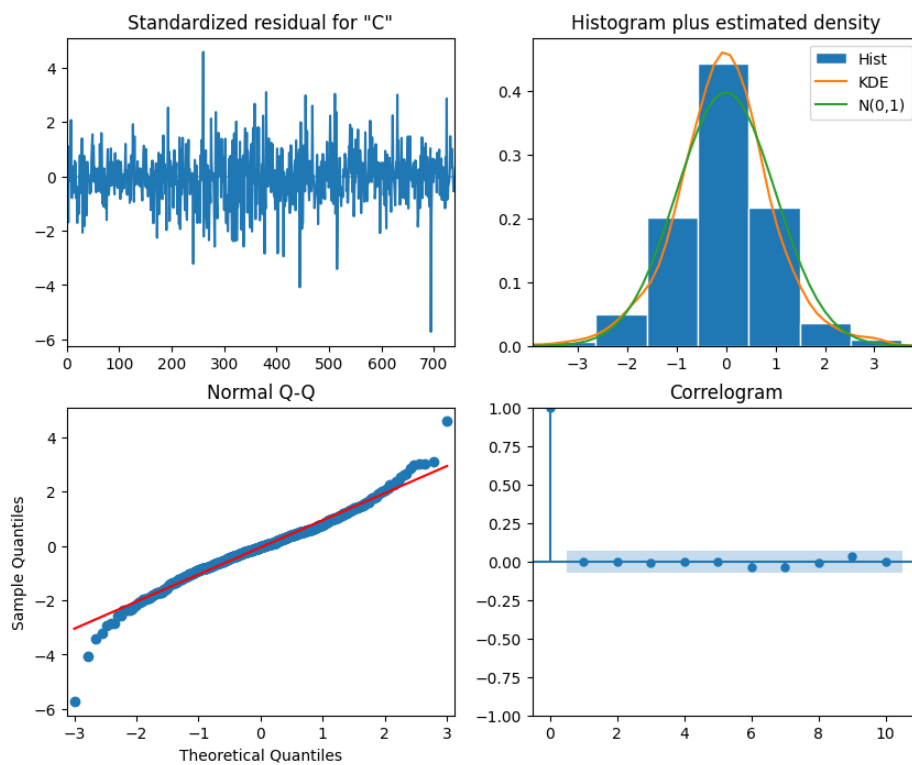 Standardized residual for "C"
4
2
0
−2
−4
−6
0 100 200 300 400 500 600 700
Histogram plus estimated density
Hist
KDE
N(0,1)
0.4
0.3
0.2
0.1
0.0
−3 −2 −1 0 1 2 3
Normal Q-Q
Sample Quantiles
4
2
0
−2
−4
−6
−3 −2 −1 0 1 2 3
Theoretical Quantiles
Correlogram
1.00
0.75
0.50
0.25
0.00
−0.25
−0.50
−0.75
−1.00
0 2 4 6 8 10